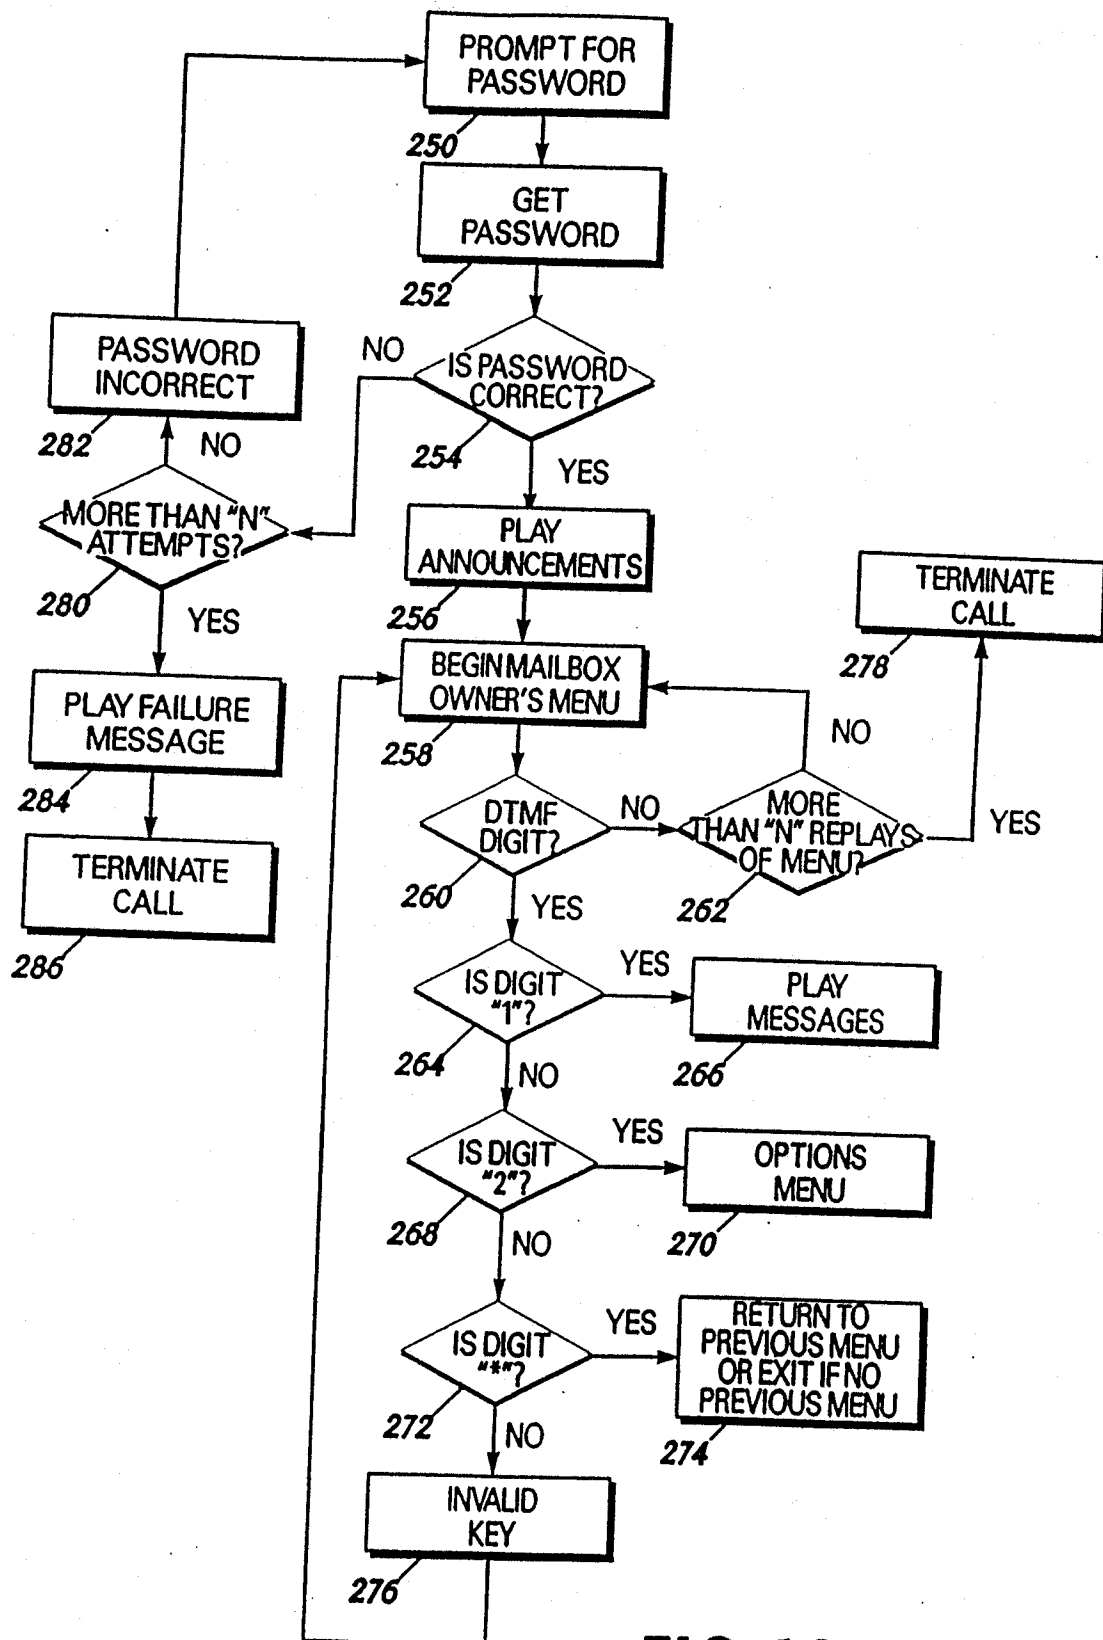 PROMPT FOR
PASSWORD
250
GET
PASSWORD
252
IS PASSWORD
CORRECT?
254
NO
YES
PASSWORD
INCORRECT
282
NO
MORE THAN "N"
ATTEMPTS?
280
YES
PLAY FAILURE
MESSAGE
284
TERMINATE
CALL
286
PLAY
ANNOUNCEMENTS
256
BEGIN MAILBOX
OWNER'S MENU
258
TERMINATE
CALL
278
NO
DTMF
DIGIT?
260
NO
MORE
THAN "N" REPLAYS
OF MENU?
262
YES
YES
IS DIGIT
"1"?
264
YES
PLAY
MESSAGES
266
NO
IS DIGIT
"2"?
268
YES
OPTIONS
MENU
270
NO
IS DIGIT
"*"?
272
YES
RETURN TO
PREVIOUS MENU
OR EXIT IF NO
PREVIOUS MENU
274
NO
INVALID
KEY
276